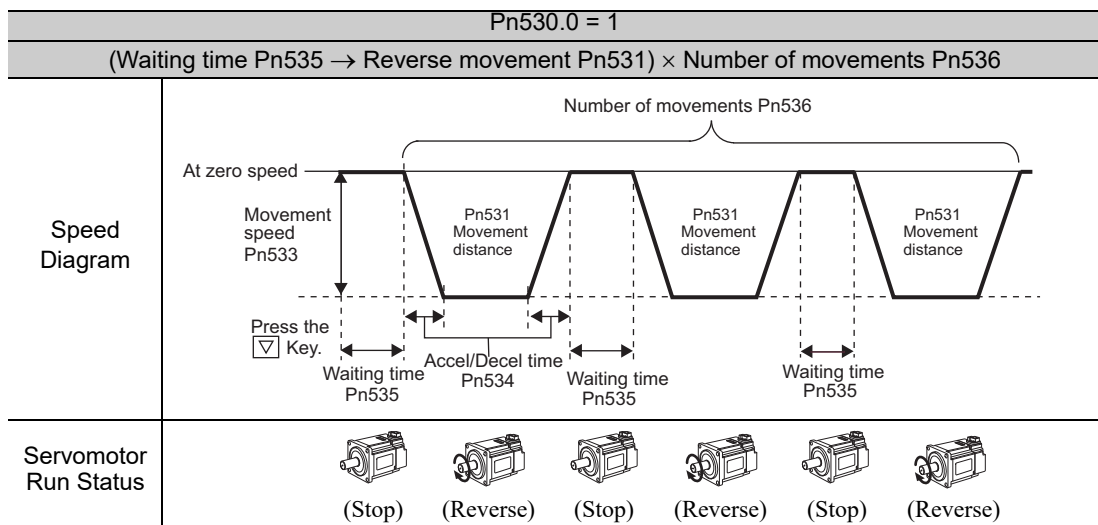 Pn530.0 = 1
(Waiting time Pn535 → Reverse movement Pn531) × Number of movements Pn536
Speed
Diagram
Number of movements Pn536
At zero speed
Movement
speed
Pn533
Pn531
Movement
distance
Pn531
Movement
distance
Pn531
Movement
distance
Press the
▽ Key.
Waiting time
Pn535
Accel/Decel time
Pn534
Waiting time
Pn535
Waiting time
Pn535
Servomotor
Run Status
(Stop) (Reverse) (Stop) (Reverse) (Stop) (Reverse)